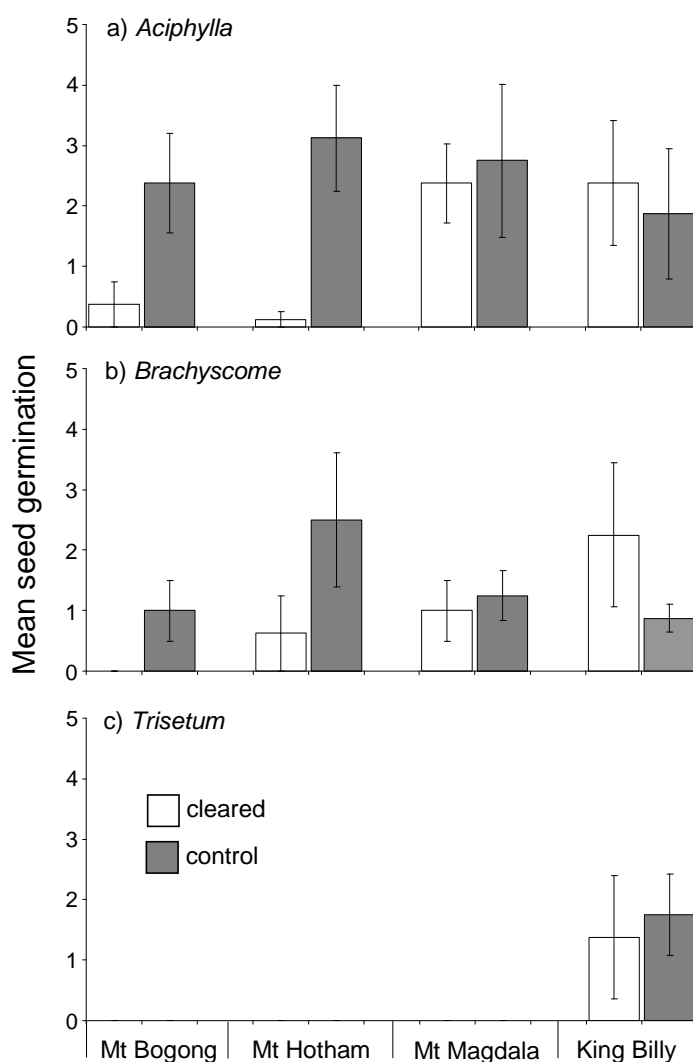 Mean seed germination
a) Aciphylla
5
4
3
2
1
0
b) Brachyscome
5
4
3
2
1
0
c) Trisetum
5
4
3
2
1
0
cleared
control
Mt Bogong Mt Hotham Mt Magdala King Billy